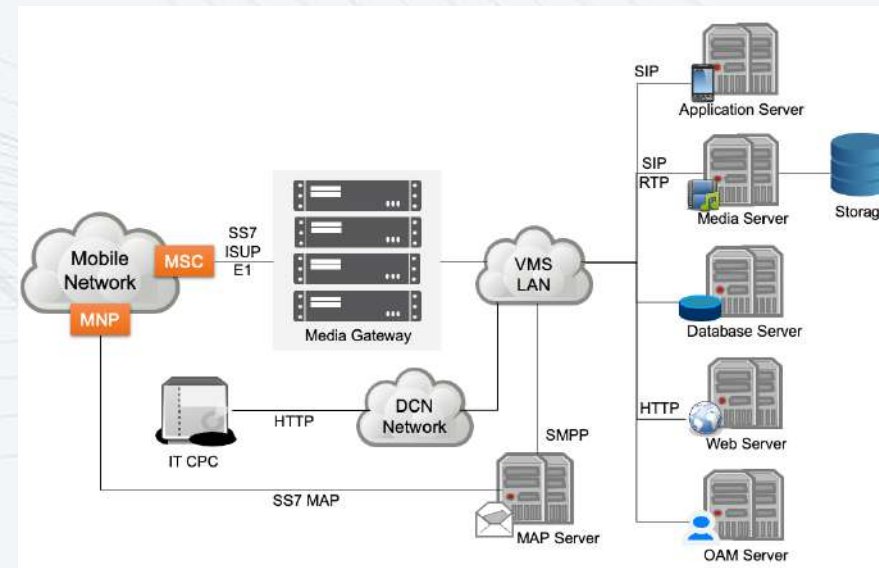 SIP
Application Server
SIP
RTP
Media Server
Storag
SS7
ISUP
E1
Mobile
Network
MSC
MNP
VMS
LAN
Media Gateway
Database Server
IT CPC
HTTP
DCN
Network
SMPP
HTTP
Web Server
SS7 MAP
MAP Server
OAM Server